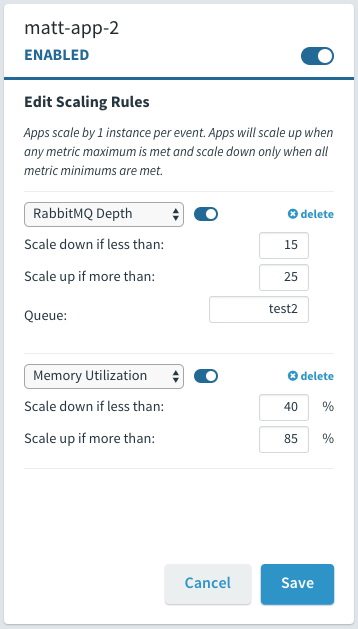 matt-app-2
ENABLED
Edit Scaling Rules
Apps scale by 1 instance per event. Apps will scale up when
any metric maximum is met and scale down only when all
metric minimums are met.
RabbitMQ Depth delete
Scale down if less than: 15
Scale up if more than: 25
Queue: test2
Memory Utilization delete
Scale down if less than: 40 %
Scale up if more than: 85 %
Cancel Save